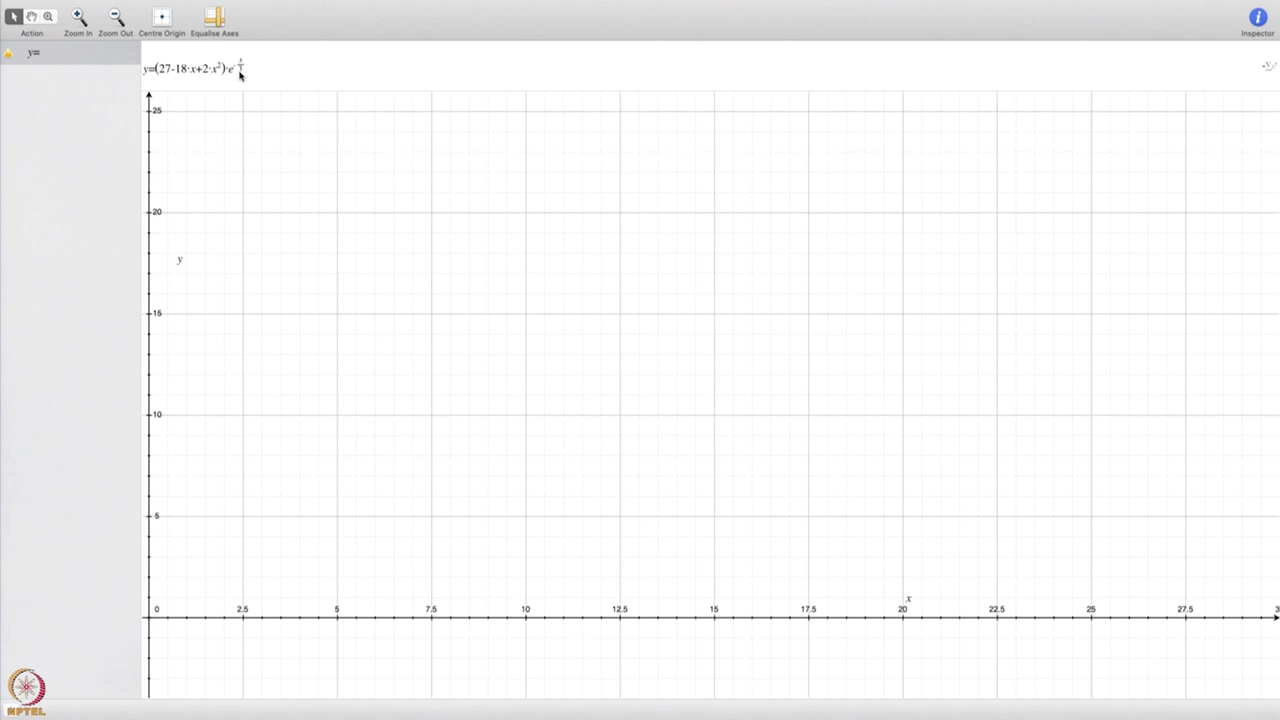 Action
Zoom In
Zoom Out
Centre Origin
Equalise Axes
Inspector
y=
y=(27-18·x+2·x²)·e^{-x/3}
25
20
y
15
10
5
x
0 2.5 5 7.5 10 12.5 15 17.5 20 22.5 25 27.5 3
NPTEL